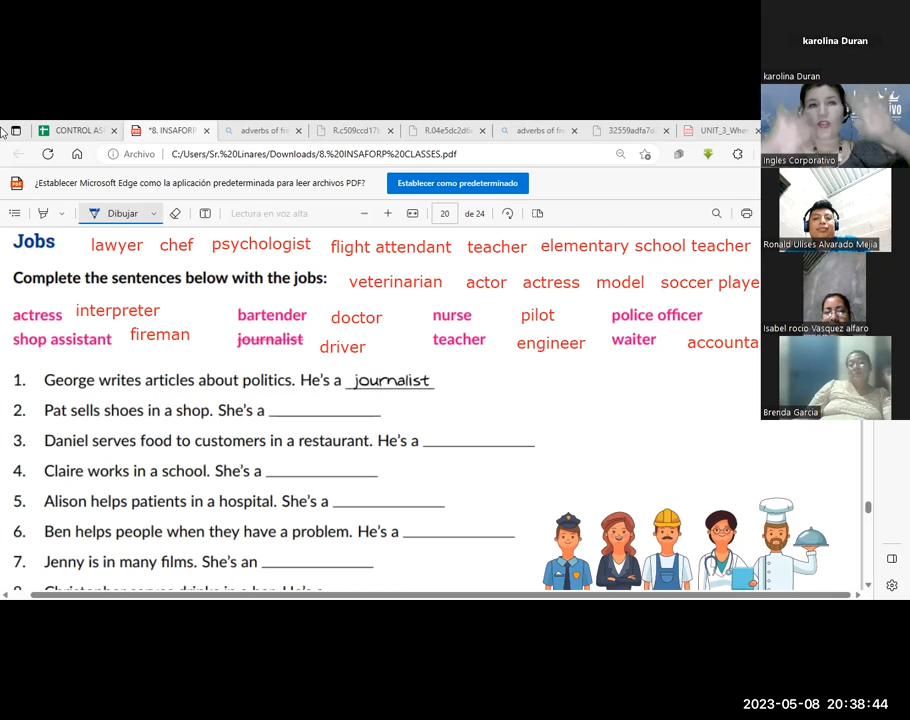 karolina Duran
karolina Duran
CONTROL AS
*8. INSAFORP
adverbs of fre
R.c509ccd17b
R.04e5dc2d6
adverbs of fre
32559adfa7d
UNIT_3_When
Ingles Corporativo
Archivo
C:/Users/Sr.%20Linares/Downloads/8.%20INSAFORP%20CLASSES.pdf
¿Establecer Microsoft Edge como la aplicación predeterminada para leer archivos PDF?
Establecer como predeterminado
Dibujar
Lectura en voz alta
20 de 24
Ronald Ulises Alvarado Mejia
Jobs lawyer chef psychologist flight attendant teacher elementary school teacher
Complete the sentences below with the jobs: veterinarian actor actress model soccer playe
actress interpreter bartender doctor nurse pilot police officer
shop assistant fireman journalist driver teacher engineer waiter accounta
Isabel rocio Vasquez alfaro
1. George writes articles about politics. He's a journalist
2. Pat sells shoes in a shop. She's a
Brenda Garcia
3. Daniel serves food to customers in a restaurant. He's a
4. Claire works in a school. She's a
5. Alison helps patients in a hospital. She's a
6. Ben helps people when they have a problem. He's a
7. Jenny is in many films. She's an
2023-05-08 20:38:44